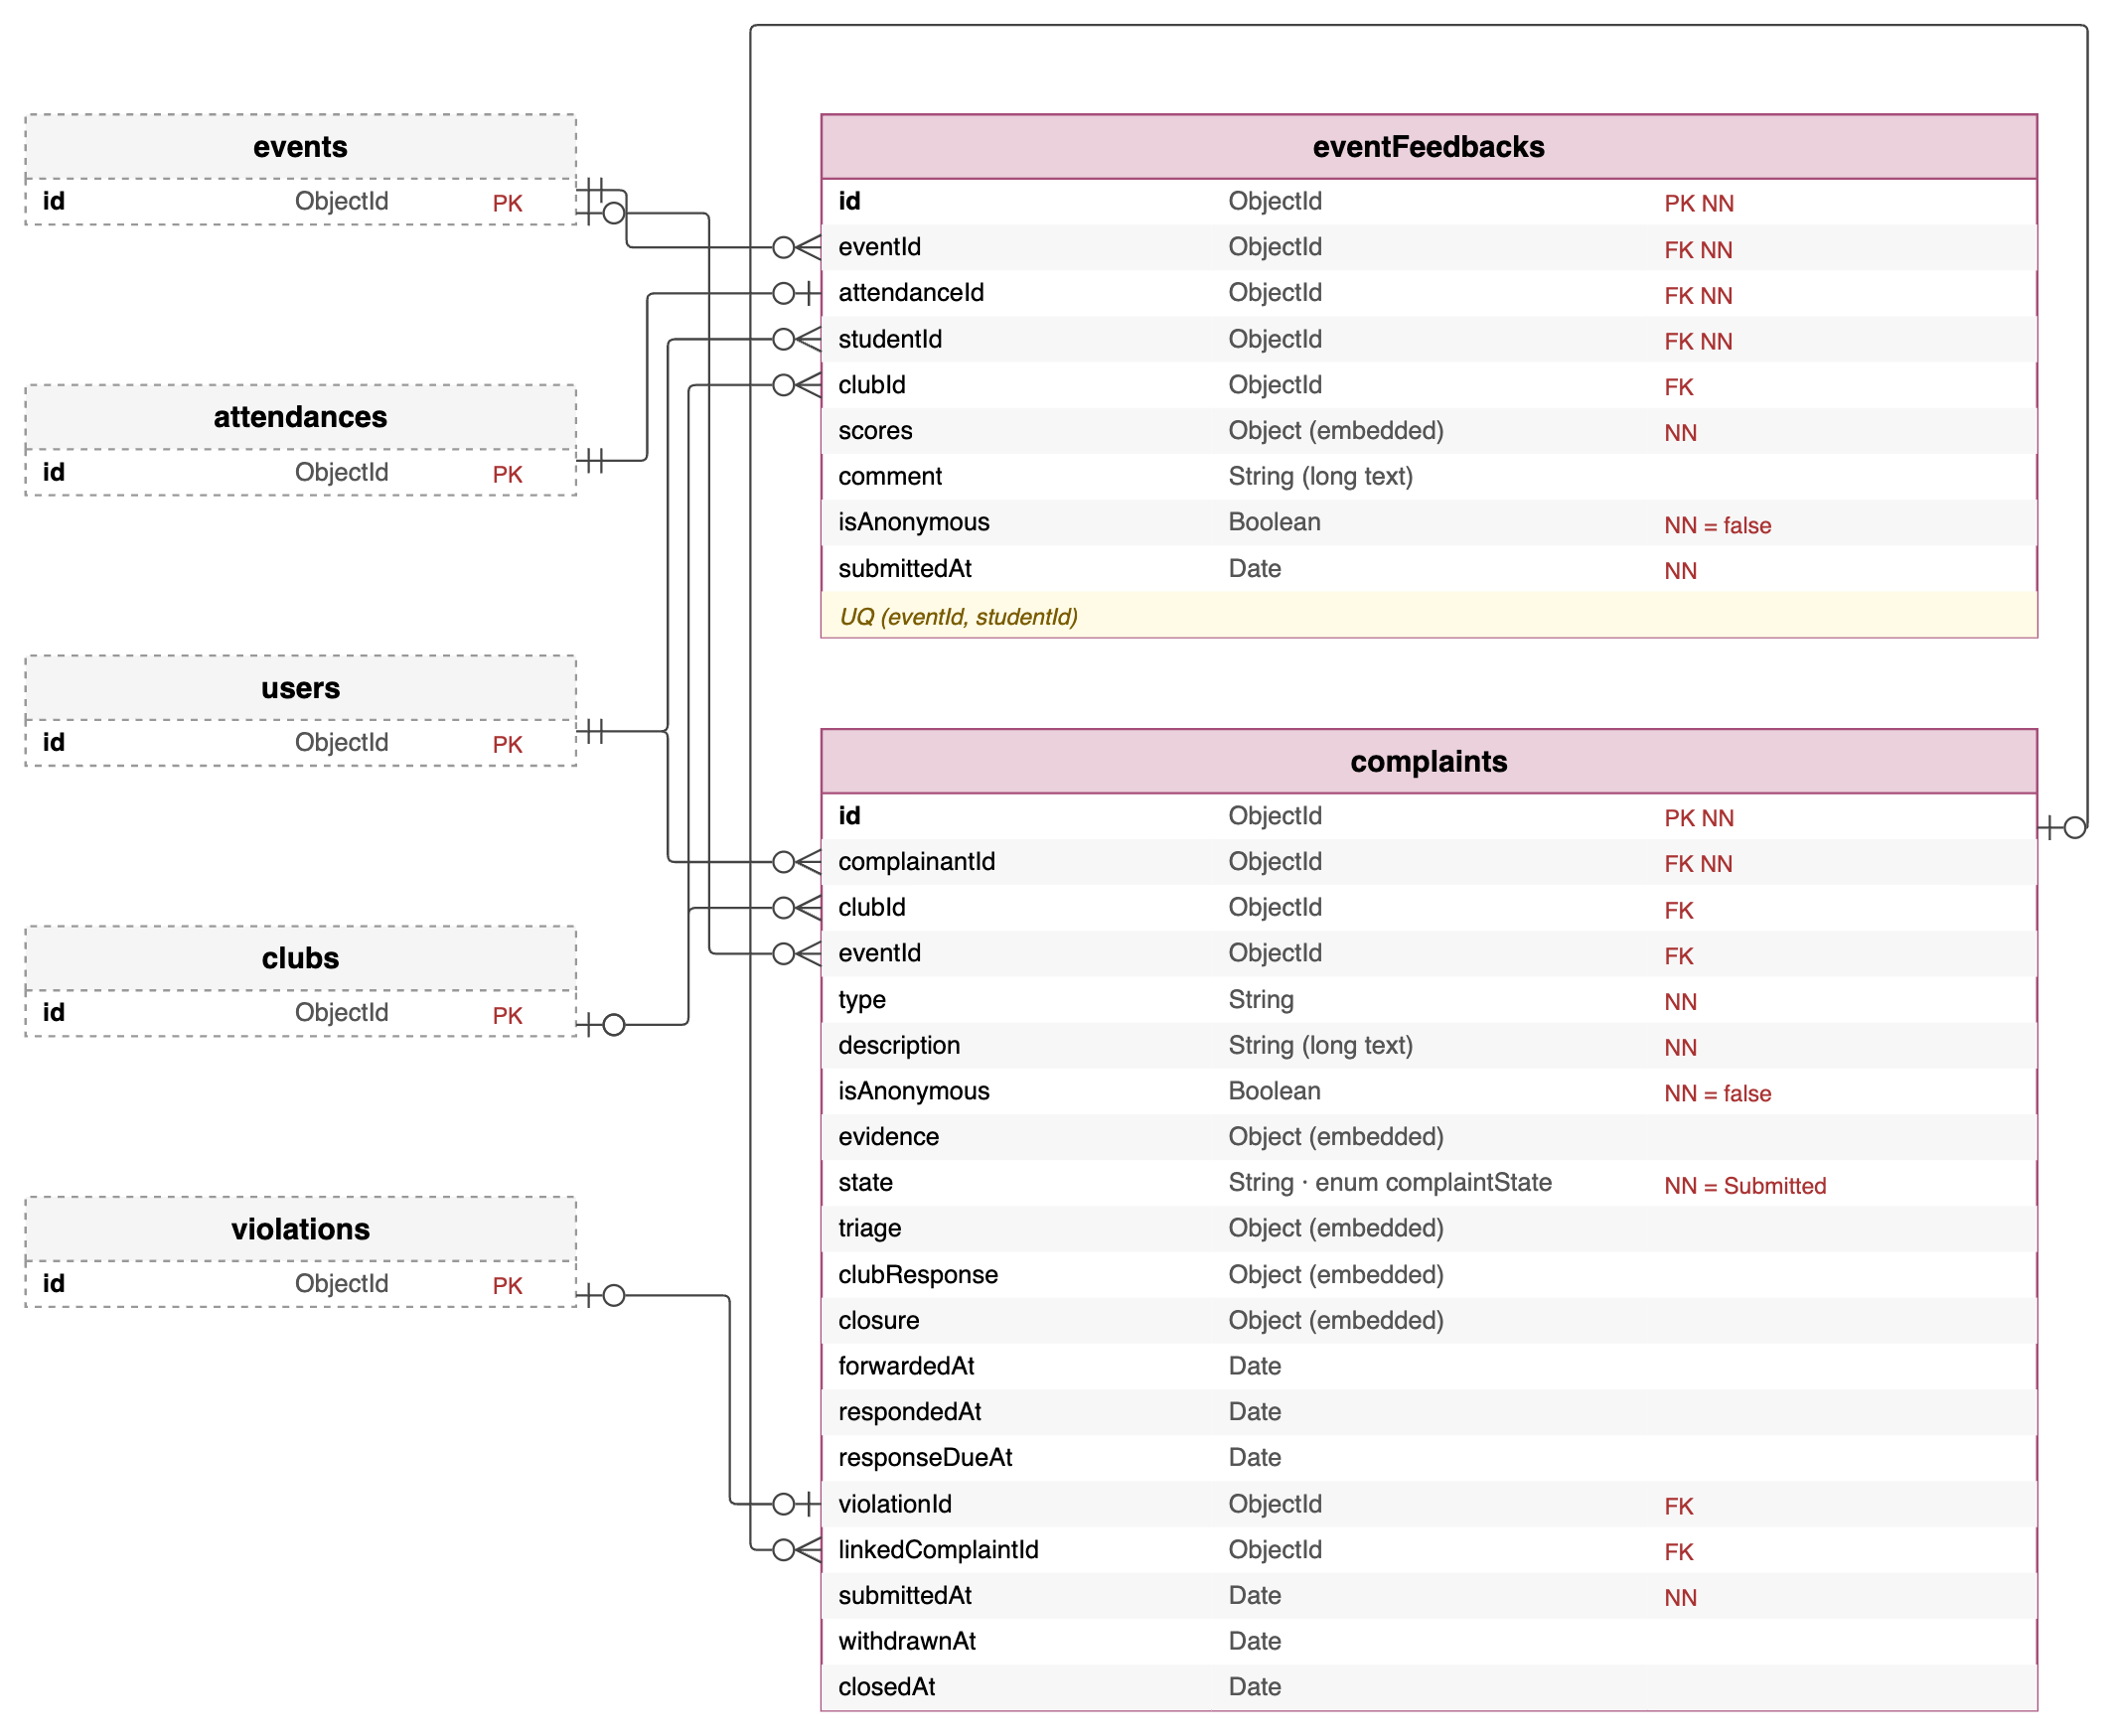 events
id ObjectId PK
attendances
id ObjectId PK
users
id ObjectId PK
clubs
id ObjectId PK
violations
id ObjectId PK
eventFeedbacks
id ObjectId PK NN
eventId ObjectId FK NN
attendanceId ObjectId FK NN
studentId ObjectId FK NN
clubId ObjectId FK
scores Object (embedded) NN
comment String (long text)
isAnonymous Boolean NN = false
submittedAt Date NN
UQ (eventId, studentId)
complaints
id ObjectId PK NN
complainantId ObjectId FK NN
clubId ObjectId FK
eventId ObjectId FK
type String NN
description String (long text) NN
isAnonymous Boolean NN = false
evidence Object (embedded)
state String · enum complaintState NN = Submitted
triage Object (embedded)
clubResponse Object (embedded)
closure Object (embedded)
forwardedAt Date
respondedAt Date
responseDueAt Date
violationId ObjectId FK
linkedComplaintId ObjectId FK
submittedAt Date NN
withdrawnAt Date
closedAt Date